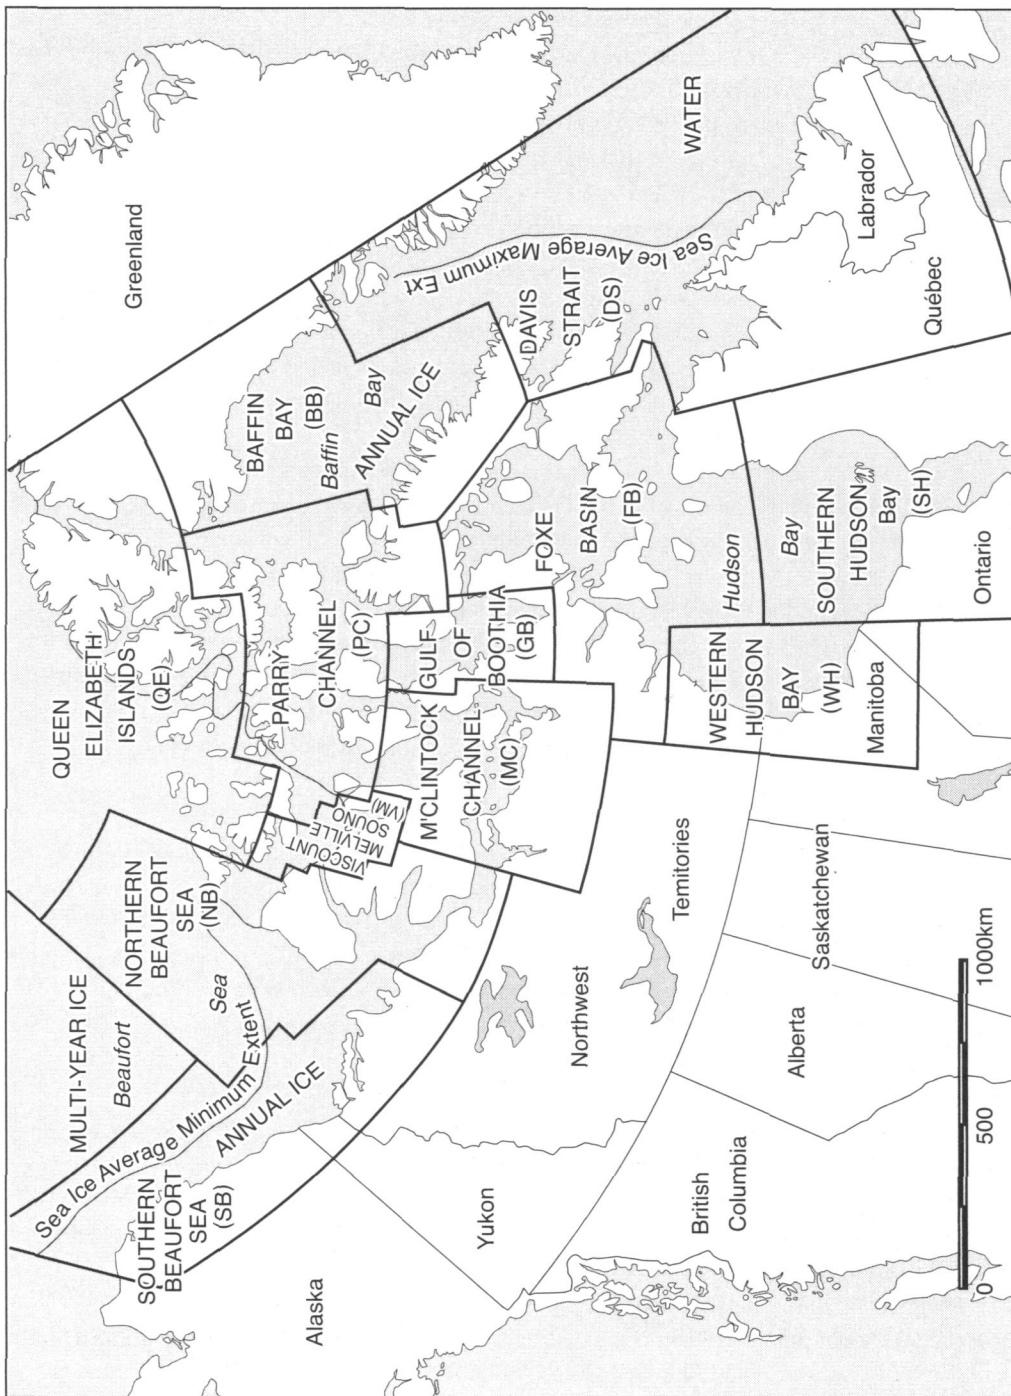 Greenland
QUEEN
ELIZABETH
ISLANDS
(QE)
BAFFIN
BAY
(BB)
Baffin
Bay
ANNUAL ICE
WATER
Sea Ice Average Maximum Ext
DAVIS
STRAIT
(DS)
Labrador
Québec
PARRY
CHANNEL
(PC)
FOXE
BASIN
(FB)
GULF
OF
BOOTHIA
(GB)
Hudson
Bay
SOUTHERN
HUDSON
Bay
(SH)
Ontario
WESTERN
HUDSON
BAY
(WH)
Manitoba
M'CLINTOCK
CHANNEL
(MC)
VISCOUNT
MELVILLE
SOUNO
(VM)
NORTHERN
BEAUFORT
SEA
(NB)
MULTI-YEAR ICE
Beaufort
Sea
Sea Ice Average Minimum Extent
ANNUAL ICE
SOUTHERN
BEAUFORT
SEA
(SB)
Northwest
Temitories
Saskatchewan
Alberta
Yukon
British
Columbia
Alaska
0
500
1000km